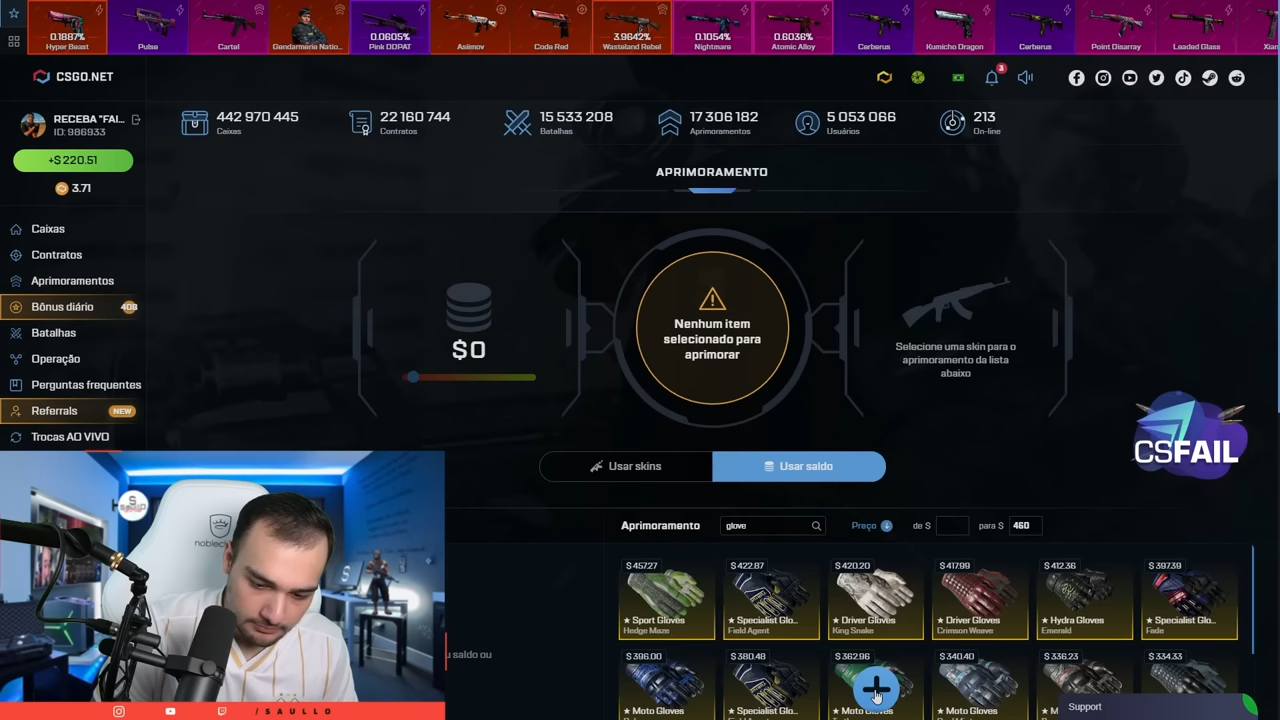 0.1887%
Hyper Beast
Pulse
Cartel
Gendarmerie Natio...
0.0605%
Pink DDPAT
Asiimov
Code Red
3.9642%
Wasteland Rebel
0.1054%
Nightmare
0.6036%
Atomic Alloy
Cerberus
Kumicho Dragon
Cerberus
Point Disarray
Leaded Glass
Xian
CSGO.NET
3
RECEBA "FAI...
ID: 986933
+$ 220.51
3.71
442 970 445
Caixas
22 160 744
Contratos
15 533 208
Batalhas
17 306 182
Aprimoramentos
5 053 066
Usuários
213
On-line
APRIMORAMENTO
Caixas
Contratos
Aprimoramentos
Bônus diário
Batalhas
Operação
Perguntas frequentes
Referrals NEW
Trocas AO VIVO
$0
Nenhum item
selecionado para
aprimorar
Selecione uma skin para o
aprimoramento da lista
abaixo
CSFAIL
Usar skins
Usar saldo
Aprimoramento
glove
Preço
de $
para $ 460
$ 457.27
★ Sport Gloves
Hedge Maze
$ 422.87
★ Specialist Glo...
Field Agent
$ 420.20
★ Driver Gloves
King Snake
$ 417.99
★ Driver Gloves
Crimson Weave
$ 412.36
★ Hydra Gloves
Emerald
$ 397.39
★ Specialist Glo...
Fade
$ 396.00
★ Moto Gloves
$ 380.48
★ Specialist Glo...
$ 362.96
★ Moto
$ 340.40
★ Moto Gloves
$ 336.23
$ 334.33
u saldo ou
noblech
/SAULLO
Support